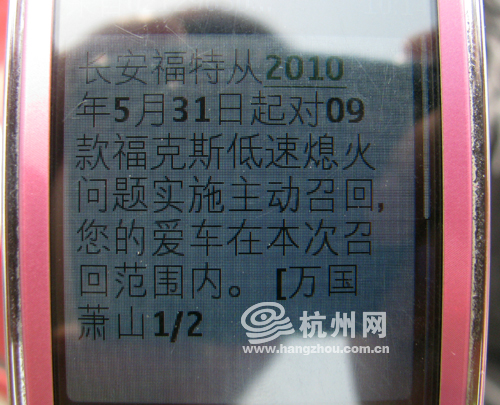 长安福特从2010
年5月31日起对09
款福克斯低速熄火
问题实施主动召回,
您的爱车在本次召
回范围内。 [万国
萧山1/2
杭州网
www.hangzhou.com.cn